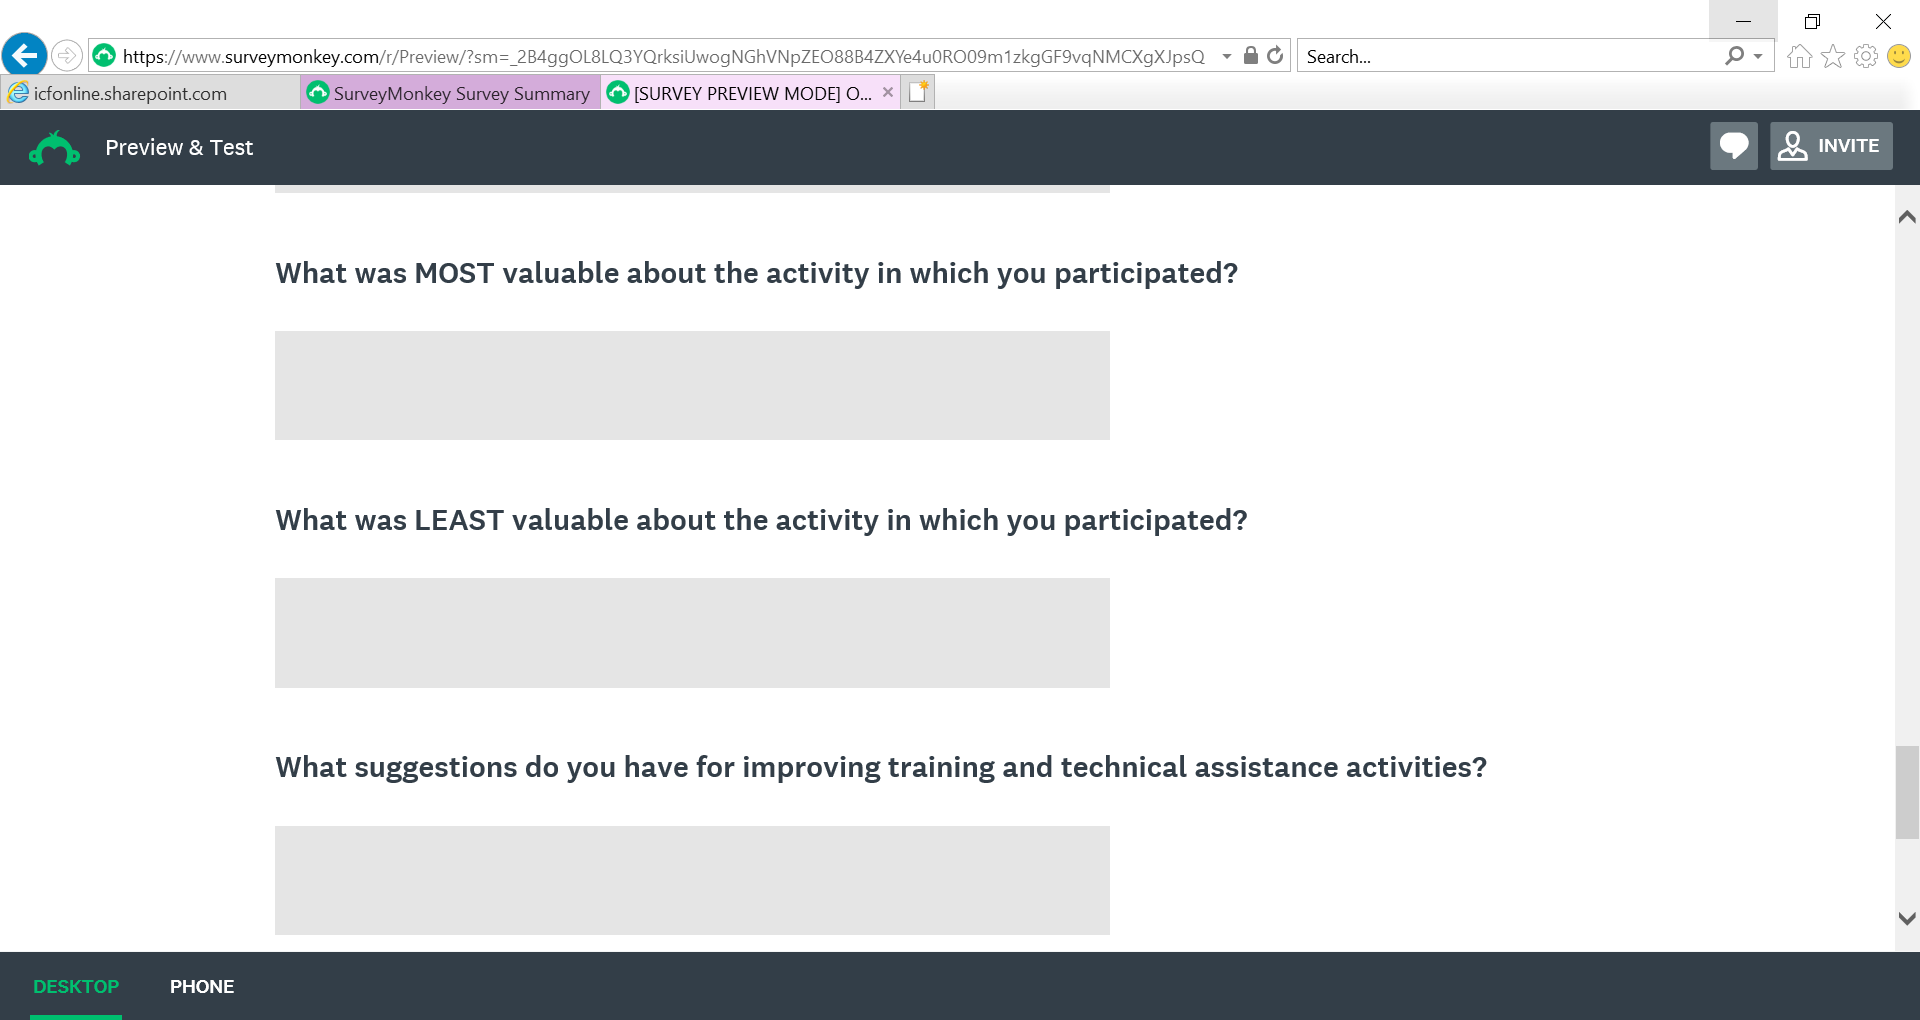 https://www.surveymonkey.com/r/Preview/?sm=_2B4ggOL8LQ3YQrksiUwogNGhVNpZEO88B4ZXYe4u0RO09m1zkgGF9vqNMCXgXJpsQ
Search...
icfonline.sharepoint.com
SurveyMonkey Survey Summary
[SURVEY PREVIEW MODE] O...
Preview & Test
INVITE
What was MOST valuable about the activity in which you participated?
What was LEAST valuable about the activity in which you participated?
What suggestions do you have for improving training and technical assistance activities?
DESKTOP
PHONE